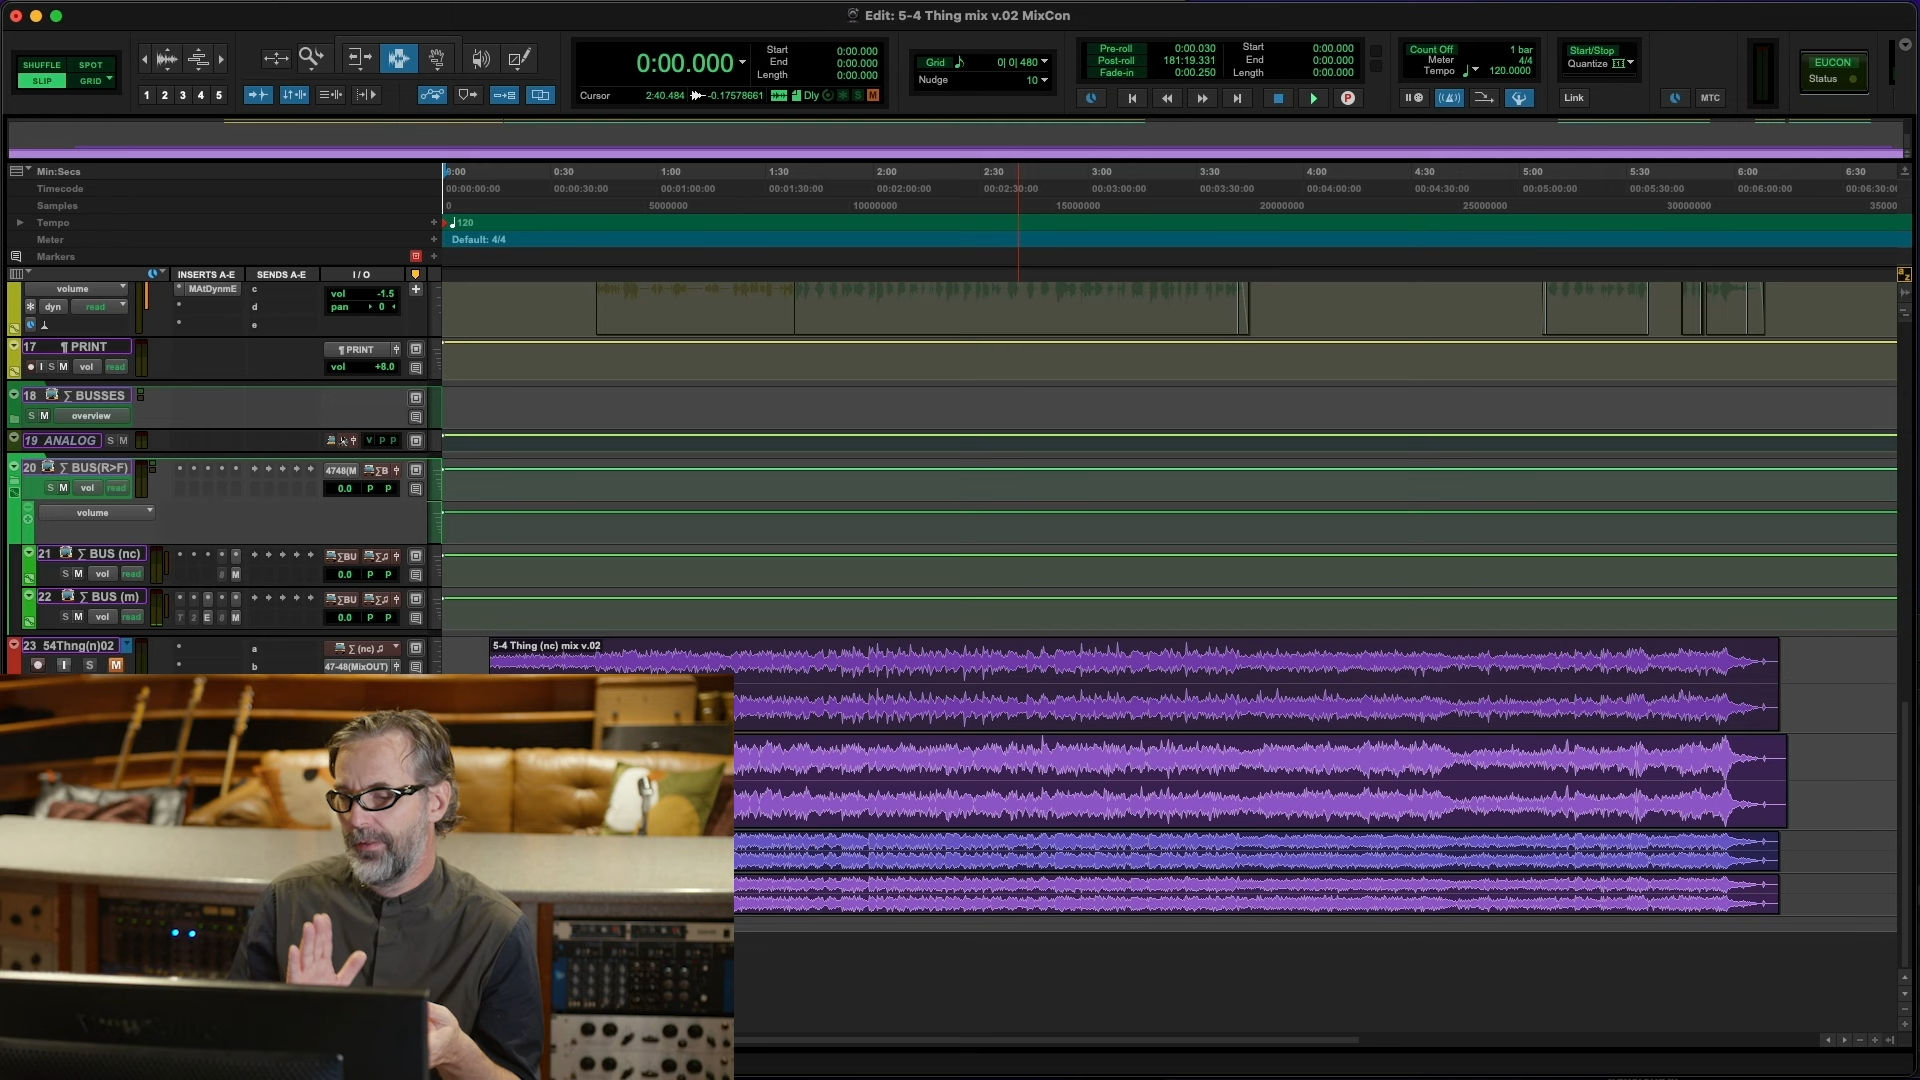 Edit: 5-4 Thing mix v.02 MixCon
SHUFFLE SPOT
SLIP GRID
1 2 3 4 5
0:00.000
Start 0:00.000
End 0:00.000
Length 0:00.000
Cursor 2:40.484 -0.17578661 Dly S M
Grid 0| 0| 480
Nudge 10
Pre-roll 0:00.030
Post-roll 181:19.331
Fade-in 0:00.250
Start 0:00.000
End 0:00.000
Length 0:00.000
P
Count Off 1 bar
Meter 4/4
Tempo 120.0000
Start/Stop
Quantize
Link
MTC
EUCON
Status
Min:Secs 0:00 0:30 1:00 1:30 2:00 2:30 3:00 3:30 4:00 4:30 5:00 5:30 6:00 6:30
Timecode 00:00:00:00 00:00:30:00 00:01:00:00 00:01:30:00 00:02:00:00 00:02:30:00 00:03:00:00 00:03:30:00 00:04:00:00 00:04:30:00 00:05:00:00 00:05:30:00 00:06:00:00 00:06:30:00
Samples 0 5000000 10000000 15000000 20000000 25000000 30000000 35000
Tempo 120
Meter Default: 4/4
Markers
INSERTS A-E SENDS A-E I / O
volume MAtDynmE c vol -1.5
dyn read d pan 0
e
17 ¶ PRINT ¶ PRINT
I S M vol read vol +8.0
18 ∑ BUSSES
S M overview
19 ANALOG S M V P P
20 ∑ BUS(R>F) 4748(M ∑B
S M vol read 0.0 P P
volume
21 ∑ BUS (nc) ∑BU ∑♫
S M vol read M 0.0 P P
22 ∑ BUS (m) ∑BU ∑♫
S M vol read T 2 E M 0.0 P P
23 54Thng(n)02 a ∑ (nc) ♫
I S M b 47-48(MixOUT)
5-4 Thing (nc) mix v.02